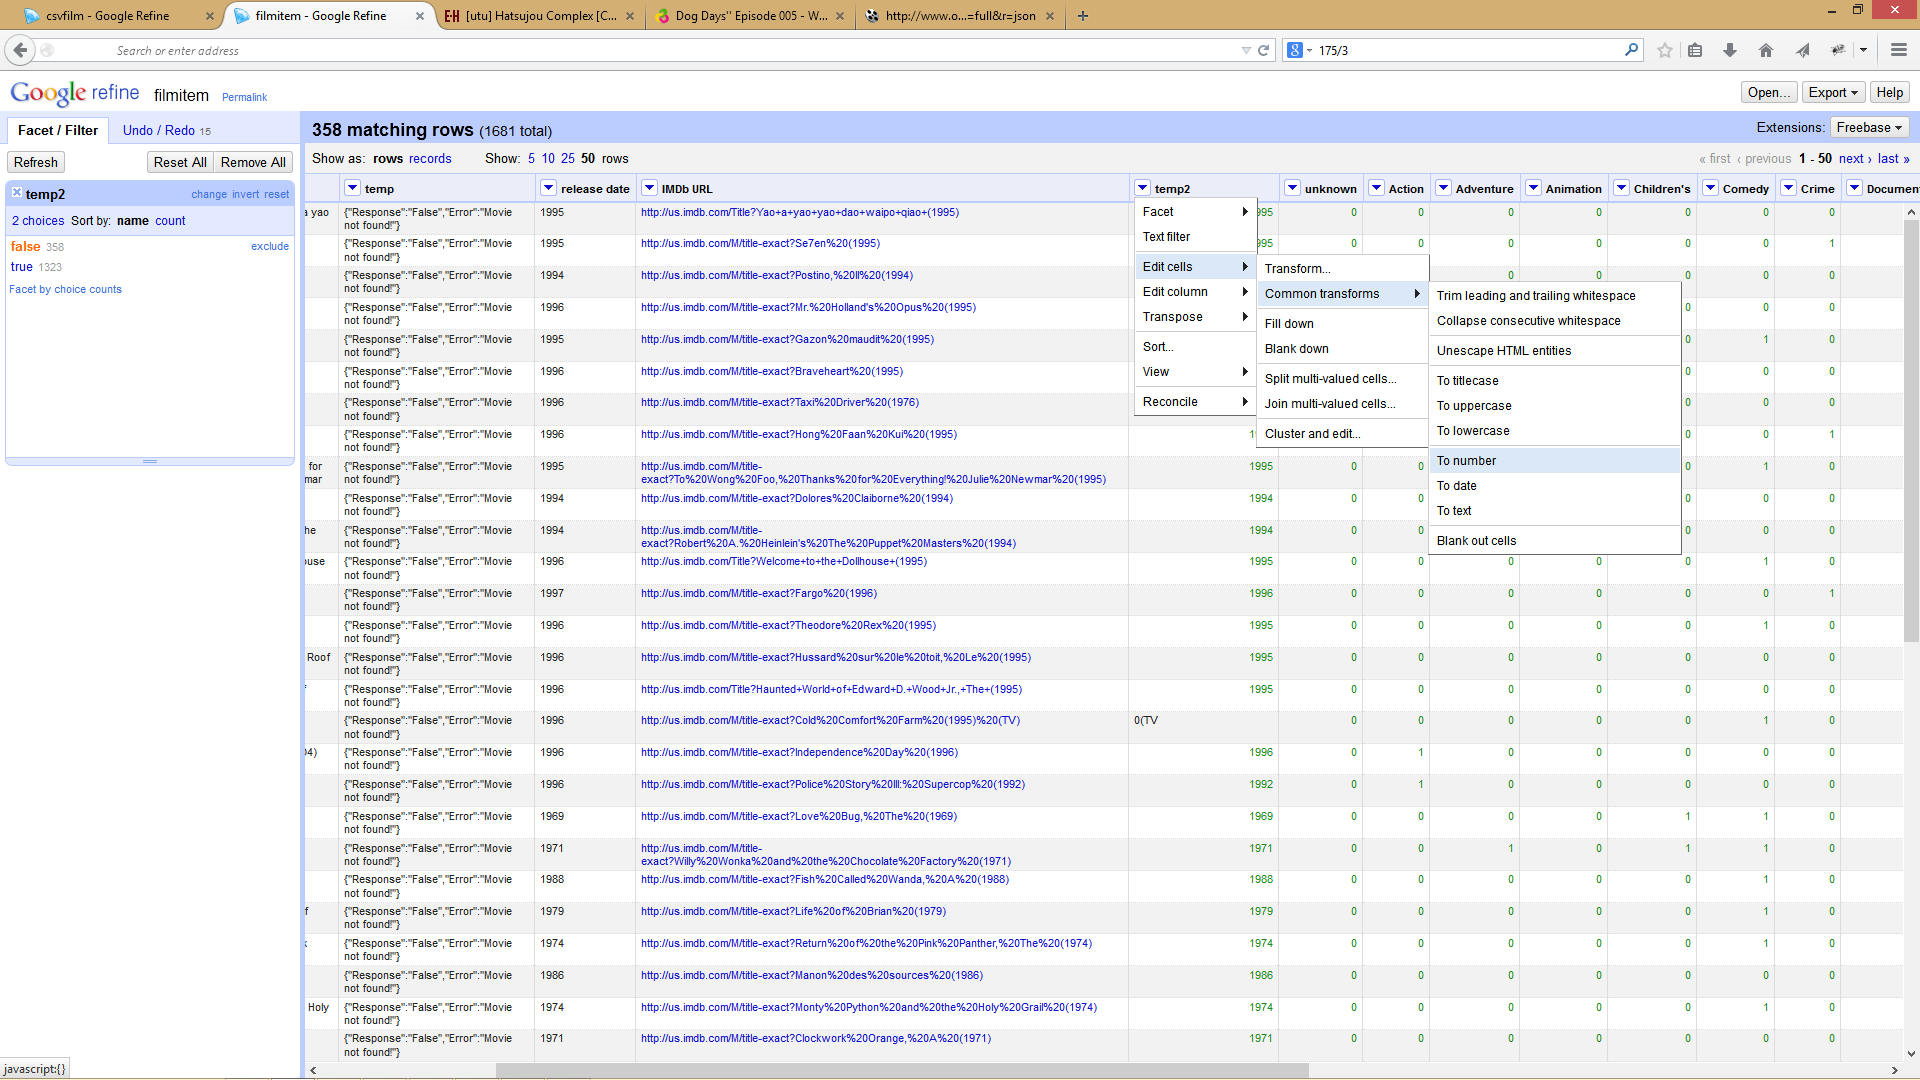 csvfilm - Google Refine
filmitem - Google Refine
[utu] Hatsujou Complex [C...
Dog Days'' Episode 005 - W...
http://www.o...=full&r=json
Search or enter address
175/3
Google refine filmitem Permalink
Open... Export Help
Facet / Filter Undo / Redo 15
358 matching rows (1681 total)
Extensions: Freebase
Refresh Reset All Remove All
Show as: rows records Show: 5 10 25 50 rows
« first ‹ previous 1 - 50 next › last »
temp2 change invert reset
2 choices Sort by: name count
false 358 exclude
true 1323
Facet by choice counts
temp release date IMDb URL temp2 unknown Action Adventure Animation Children's Comedy Crime Document
a yao {"Response":"False","Error":"Movie not found!"} 1995 http://us.imdb.com/Title?Yao+a+yao+yao+dao+waipo+qiao+(1995) 95 0 0 0 0 0 0 0
{"Response":"False","Error":"Movie not found!"} 1995 http://us.imdb.com/M/title-exact?Se7en%20(1995) 95 0 0 0 0 0 0 1
{"Response":"False","Error":"Movie not found!"} 1994 http://us.imdb.com/M/title-exact?Postino,%20Il%20(1994) 0 0 0 0 0
{"Response":"False","Error":"Movie not found!"} 1996 http://us.imdb.com/M/title-exact?Mr.%20Holland's%20Opus%20(1995) 0 0 0
{"Response":"False","Error":"Movie not found!"} 1995 http://us.imdb.com/M/title-exact?Gazon%20maudit%20(1995) 0 1 0
{"Response":"False","Error":"Movie not found!"} 1996 http://us.imdb.com/M/title-exact?Braveheart%20(1995) 0 0 0
{"Response":"False","Error":"Movie not found!"} 1996 http://us.imdb.com/M/title-exact?Taxi%20Driver%20(1976) 0 0 0
{"Response":"False","Error":"Movie not found!"} 1996 http://us.imdb.com/M/title-exact?Hong%20Faan%20Kui%20(1995) 19 0 0 1
for mar {"Response":"False","Error":"Movie not found!"} 1995 http://us.imdb.com/M/title-exact?To%20Wong%20Foo,%20Thanks%20for%20Everything!%20Julie%20Newmar%20(1995) 1995 0 0 0 1 0
{"Response":"False","Error":"Movie not found!"} 1994 http://us.imdb.com/M/title-exact?Dolores%20Claiborne%20(1994) 1994 0 0 0 0 0
he {"Response":"False","Error":"Movie not found!"} 1994 http://us.imdb.com/M/title-exact?Robert%20A.%20Heinlein's%20The%20Puppet%20Masters%20(1994) 1994 0 0 0 0 0
ouse {"Response":"False","Error":"Movie not found!"} 1996 http://us.imdb.com/Title?Welcome+to+the+Dollhouse+(1995) 1995 0 0 0 0 0 1 0
{"Response":"False","Error":"Movie not found!"} 1997 http://us.imdb.com/M/title-exact?Fargo%20(1996) 1996 0 0 0 0 0 0 1
{"Response":"False","Error":"Movie not found!"} 1996 http://us.imdb.com/M/title-exact?Theodore%20Rex%20(1995) 1995 0 0 0 0 0 1 0
Roof {"Response":"False","Error":"Movie not found!"} 1996 http://us.imdb.com/M/title-exact?Hussard%20sur%20le%20toit,%20Le%20(1995) 1995 0 0 0 0 0 0 0
f {"Response":"False","Error":"Movie not found!"} 1996 http://us.imdb.com/Title?Haunted+World+of+Edward+D.+Wood+Jr.,+The+(1995) 1995 0 0 0 0 0 0 0
{"Response":"False","Error":"Movie not found!"} 1996 http://us.imdb.com/M/title-exact?Cold%20Comfort%20Farm%20(1995)%20(TV) 0(TV 0 0 0 0 0 1 0
04) {"Response":"False","Error":"Movie not found!"} 1996 http://us.imdb.com/M/title-exact?Independence%20Day%20(1996) 1996 0 1 0 0 0 0 0
{"Response":"False","Error":"Movie not found!"} 1996 http://us.imdb.com/M/title-exact?Police%20Story%20III:%20Supercop%20(1992) 1992 0 1 0 0 0 0 0
{"Response":"False","Error":"Movie not found!"} 1969 http://us.imdb.com/M/title-exact?Love%20Bug,%20The%20(1969) 1969 0 0 0 0 1 1 0
{"Response":"False","Error":"Movie not found!"} 1971 http://us.imdb.com/M/title-exact?Willy%20Wonka%20and%20the%20Chocolate%20Factory%20(1971) 1971 0 0 1 0 1 1 0
{"Response":"False","Error":"Movie not found!"} 1988 http://us.imdb.com/M/title-exact?Fish%20Called%20Wanda,%20A%20(1988) 1988 0 0 0 0 0 1 0
f {"Response":"False","Error":"Movie not found!"} 1979 http://us.imdb.com/M/title-exact?Life%20of%20Brian%20(1979) 1979 0 0 0 0 0 1 0
k {"Response":"False","Error":"Movie not found!"} 1974 http://us.imdb.com/M/title-exact?Return%20of%20the%20Pink%20Panther,%20The%20(1974) 1974 0 0 0 0 0 1 0
{"Response":"False","Error":"Movie not found!"} 1986 http://us.imdb.com/M/title-exact?Manon%20des%20sources%20(1986) 1986 0 0 0 0 0 0 0
Holy {"Response":"False","Error":"Movie not found!"} 1974 http://us.imdb.com/M/title-exact?Monty%20Python%20and%20the%20Holy%20Grail%20(1974) 1974 0 0 0 0 0 1 0
{"Response":"False","Error":"Movie not found!"} 1971 http://us.imdb.com/M/title-exact?Clockwork%20Orange,%20A%20(1971) 1971 0 0 0 0 0 0 0
Facet
Text filter
Edit cells
Edit column
Transpose
Sort...
View
Reconcile
Transform...
Common transforms
Fill down
Blank down
Split multi-valued cells...
Join multi-valued cells...
Cluster and edit...
Trim leading and trailing whitespace
Collapse consecutive whitespace
Unescape HTML entities
To titlecase
To uppercase
To lowercase
To number
To date
To text
Blank out cells
javascript:{}